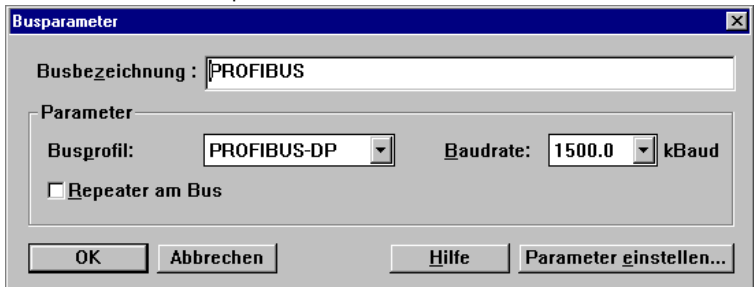 Busparameter
Busbezeichnung : PROFIBUS
Parameter
Busprofil: PROFIBUS-DP Baudrate: 1500.0 kBaud
Repeater am Bus
OK Abbrechen Hilfe Parameter einstellen...